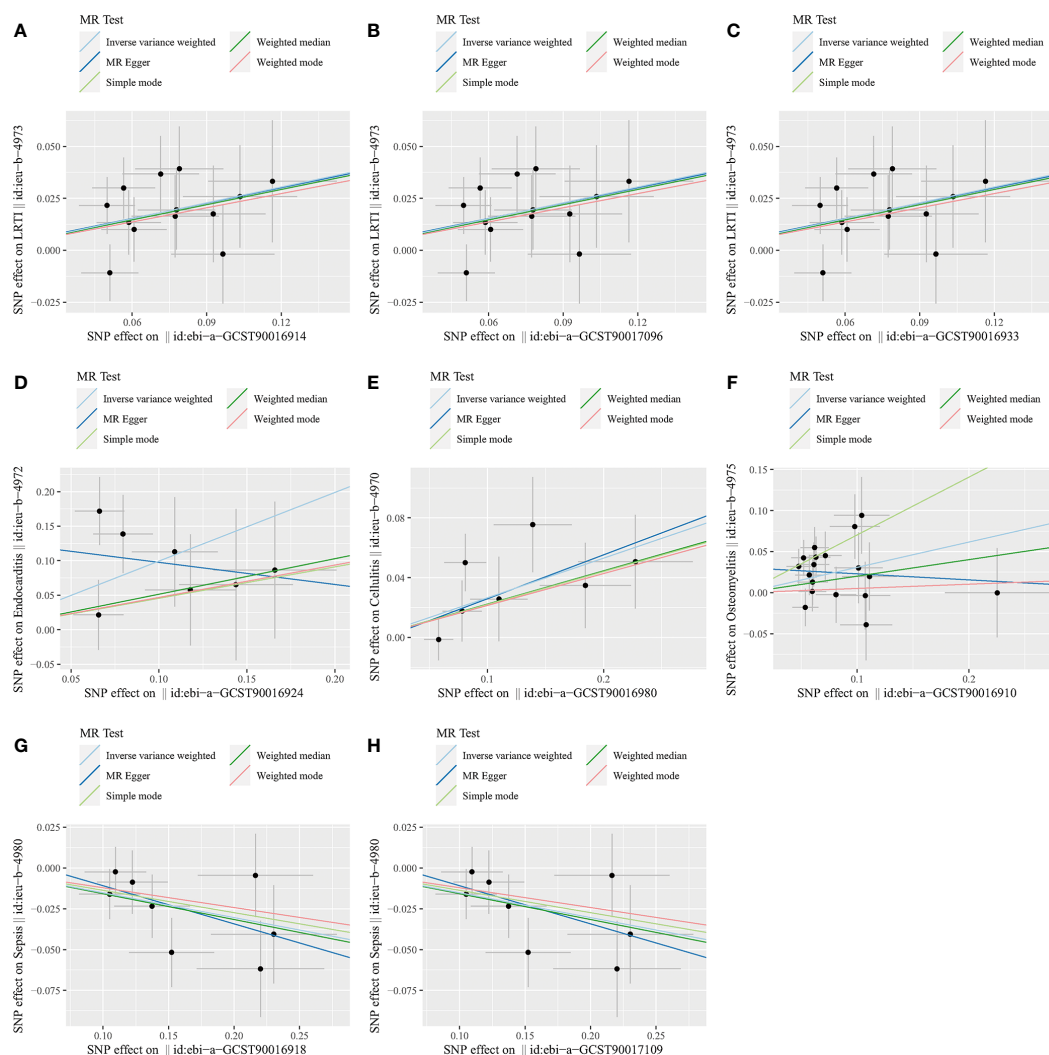 A
MR Test
Inverse variance weighted
MR Egger
Simple mode
Weighted median
Weighted mode
SNP effect on LRTI || id:ieu-b-4973
0.050
0.025
0.000
−0.025
0.06
0.09
0.12
SNP effect on || id:ebi-a-GCST90016914
B
MR Test
Inverse variance weighted
MR Egger
Simple mode
Weighted median
Weighted mode
SNP effect on LRTI || id:ieu-b-4973
0.050
0.025
0.000
−0.025
0.06
0.09
0.12
SNP effect on || id:ebi-a-GCST90017096
C
MR Test
Inverse variance weighted
MR Egger
Simple mode
Weighted median
Weighted mode
SNP effect on LRTI || id:ieu-b-4973
0.050
0.025
0.000
−0.025
0.06
0.09
0.12
SNP effect on || id:ebi-a-GCST90016933
D
MR Test
Inverse variance weighted
MR Egger
Simple mode
Weighted median
Weighted mode
SNP effect on Endocarditis || id:ieu-b-4972
0.20
0.15
0.10
0.05
0.00
−0.05
0.05
0.10
0.15
0.20
SNP effect on || id:ebi-a-GCST90016924
E
MR Test
Inverse variance weighted
MR Egger
Simple mode
Weighted median
Weighted mode
SNP effect on Cellulitis || id:ieu-b-4970
0.08
0.04
0.00
0.1
0.2
SNP effect on || id:ebi-a-GCST90016980
F
MR Test
Inverse variance weighted
MR Egger
Simple mode
Weighted median
Weighted mode
SNP effect on Osteomyelitis || id:ieu-b-4975
0.15
0.10
0.05
0.00
−0.05
0.1
0.2
SNP effect on || id:ebi-a-GCST90016910
G
MR Test
Inverse variance weighted
MR Egger
Simple mode
Weighted median
Weighted mode
SNP effect on Sepsis || id:ieu-b-4980
0.025
0.000
−0.025
−0.050
−0.075
0.10
0.15
0.20
0.25
SNP effect on || id:ebi-a-GCST90016918
H
MR Test
Inverse variance weighted
MR Egger
Simple mode
Weighted median
Weighted mode
SNP effect on Sepsis || id:ieu-b-4980
0.025
0.000
−0.025
−0.050
−0.075
0.10
0.15
0.20
0.25
SNP effect on || id:ebi-a-GCST90017109